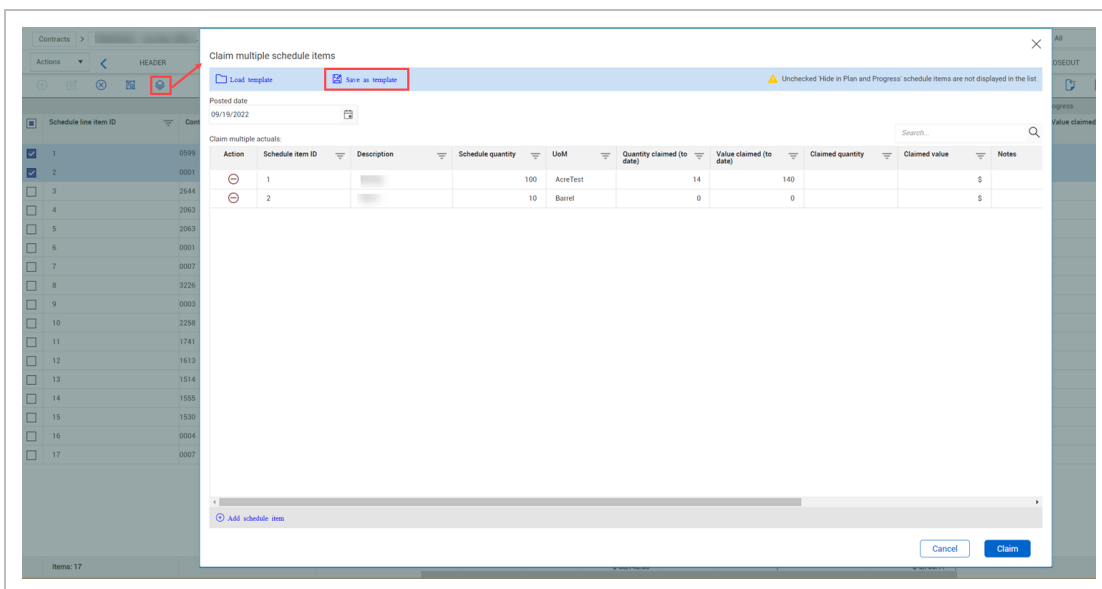 Contracts >
All
Actions HEADER
LOSEOUT
Claim multiple schedule items
Load template Save as template Unchecked 'Hide in Plan and Progress' schedule items are not displayed in the list
Posted date
09/19/2022
ogress
Schedule line item ID Cont
Value claimed
Claim multiple actuals:
Search...
Action Schedule item ID Description Schedule quantity UoM Quantity claimed (to date) Value claimed (to date) Claimed quantity Claimed value Notes
1 100 AcreTest 14 140 $
2 10 Barrel 0 0 $
1 0599
2 0001
3 2644
4 2063
5 2063
6 0001
7 0007
8 3226
9 0003
10 2258
11 1741
12 1613
13 1514
14 1555
15 1530
16 0004
17 0007
Add schedule item
Cancel Claim
Items: 17